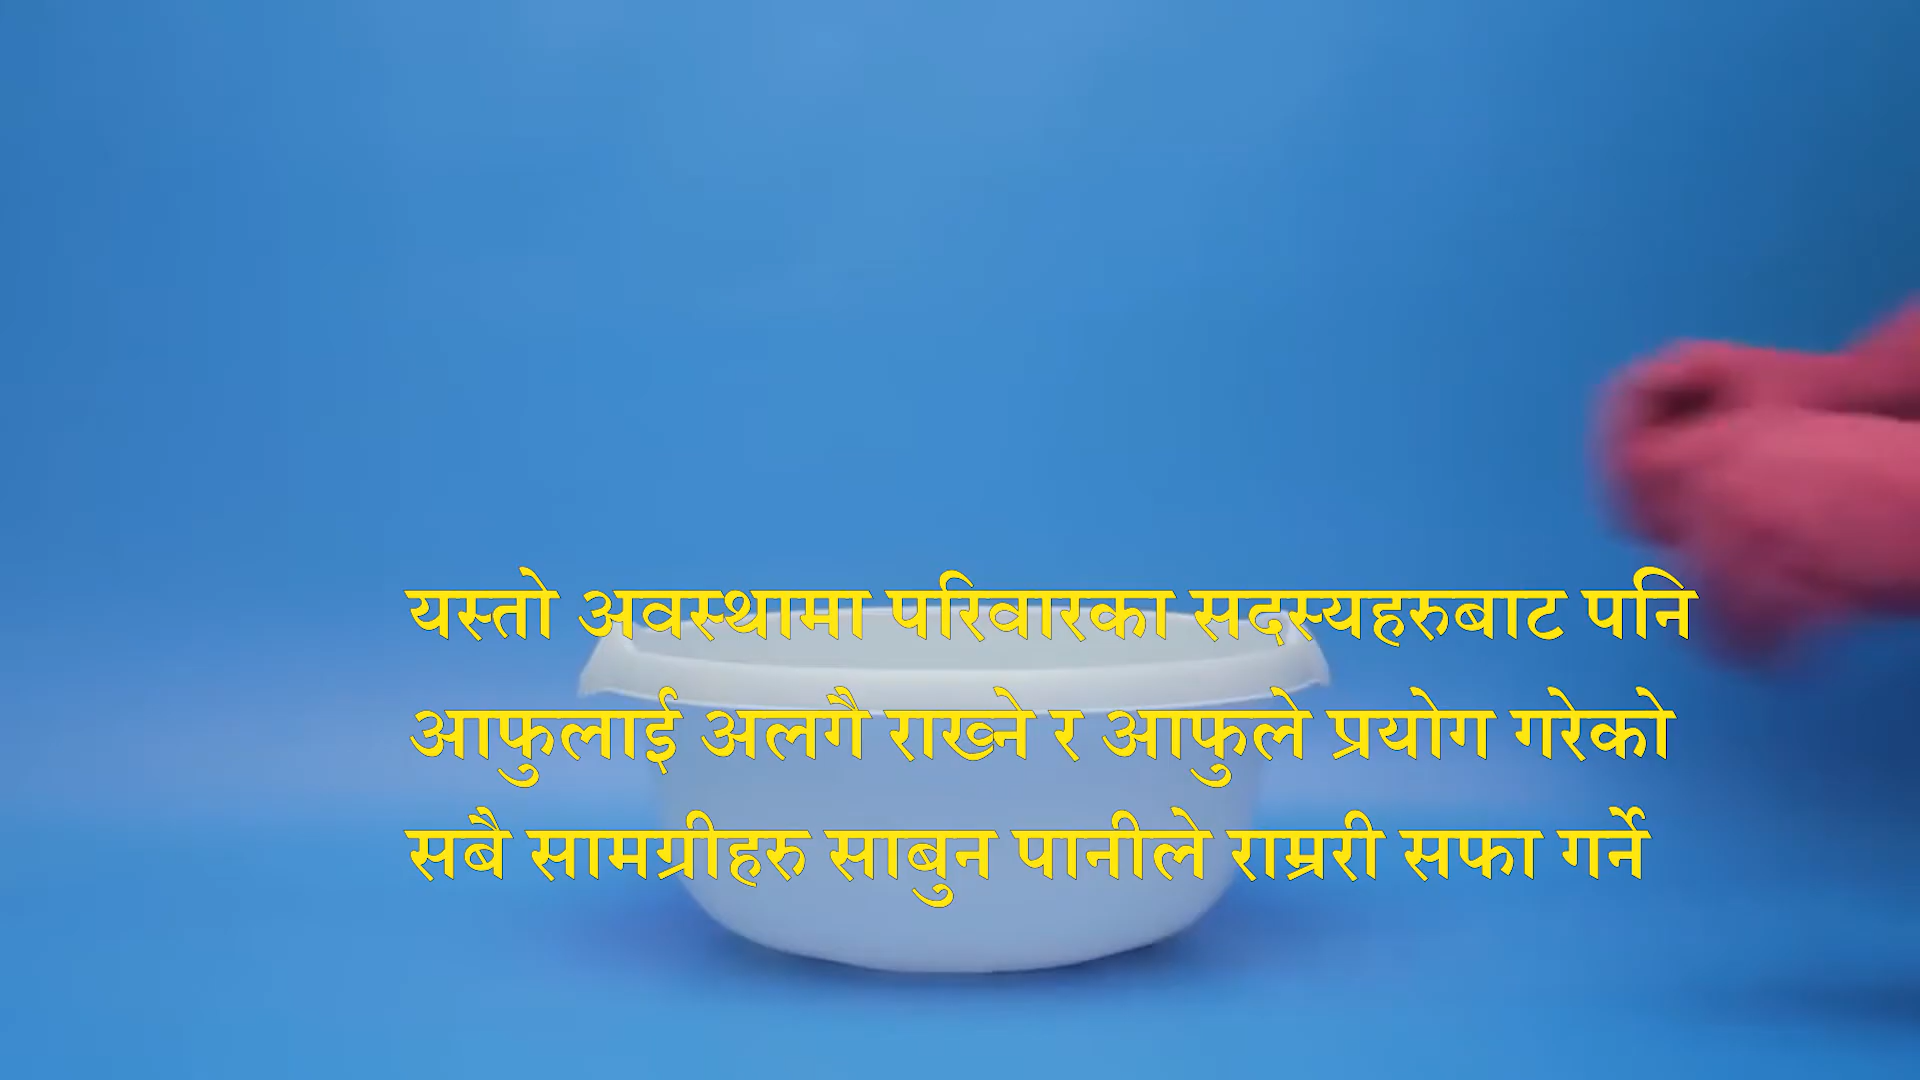 यस्तो अवस्थामा परिवारका सदस्यहरुबाट पनि
आफुलाई अलगै राख्ने र आफुले प्रयोग गरेको
सबै सामग्रीहरु साबुन पानीले राम्ररी सफा गर्ने